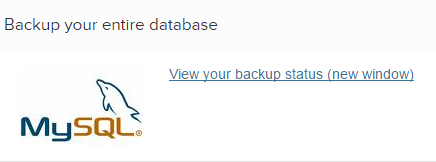 Backup your entire database
View your backup status (new window)
MySQL®